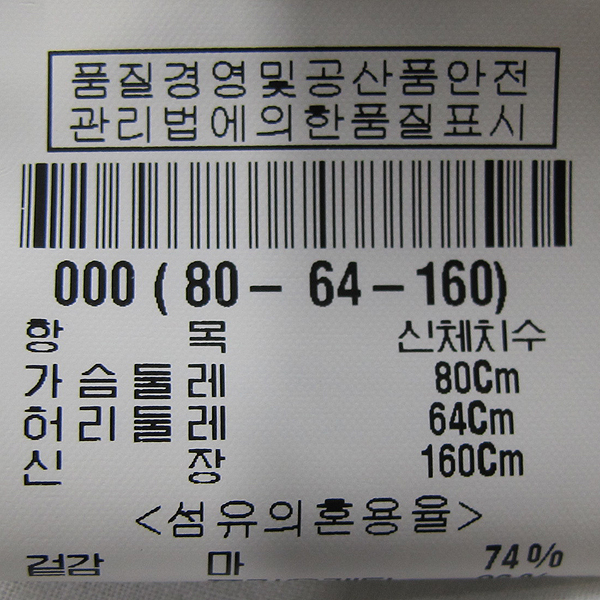 품질경영및공산품안전
관리법에의한품질표시
000 ( 80 - 64 - 160)
항 목 신체치수
가 슴 둘 레 80Cm
허 리 둘 레 64Cm
신 장 160Cm
<섬유의혼용율>
겉감 마 74%